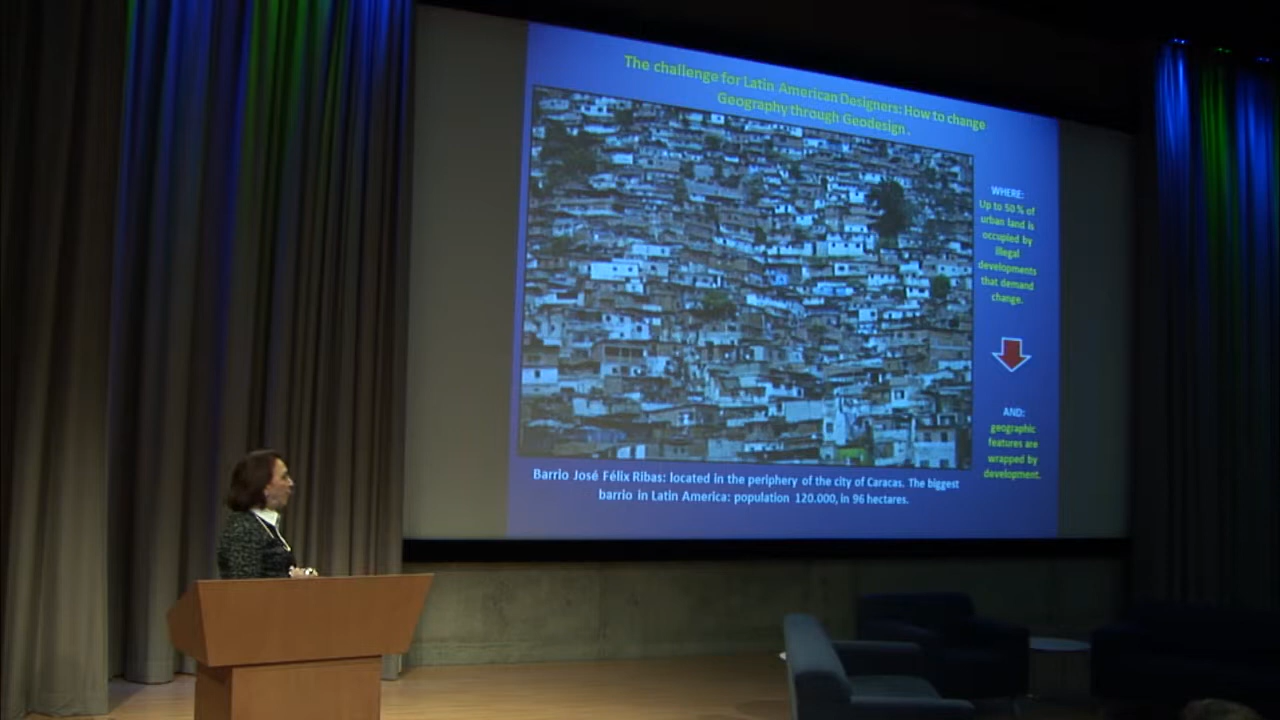 The challenge for Latin American Designers: How to change
Geography through Geodesign.
WHERE:
Up to 50 % of
urban land is
occupied by
illegal
developments
that demand
change.
AND:
geographic
features are
wrapped by
development.
Barrio José Félix Ribas: located in the periphery of the city of Caracas. The biggest
barrio in Latin America: population 120.000, in 96 hectares.